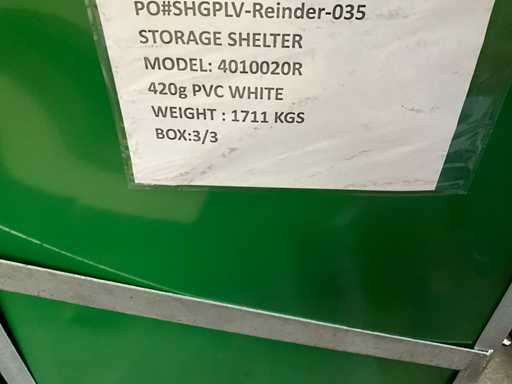 PO#SHGPLV-Reinder-035
STORAGE SHELTER
MODEL: 4010020R
420g PVC WHITE
WEIGHT : 1711 KGS
BOX:3/3